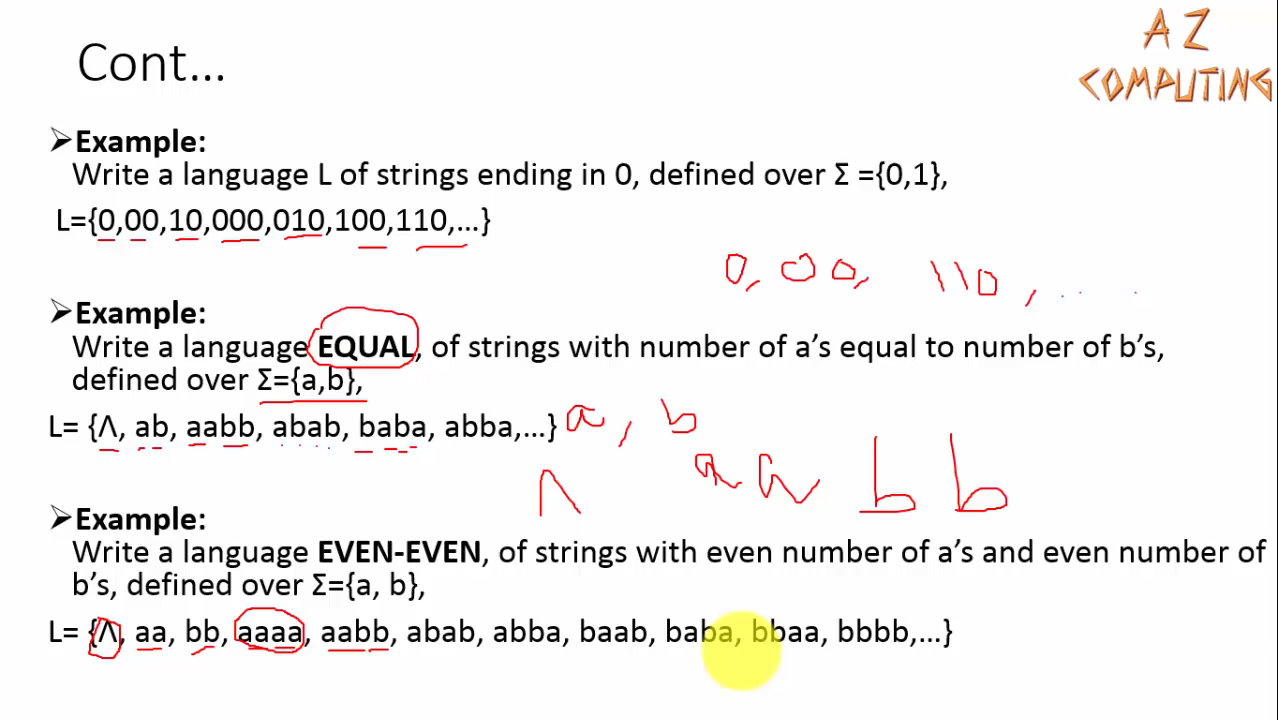 A Z
COMPUTING
Cont...
➢Example:
Write a language L of strings ending in 0, defined over Σ ={0,1},
L={0,00,10,000,010,100,110,...}
0, 00, 110, ....
➢Example:
Write a language EQUAL, of strings with number of a’s equal to number of b’s,
defined over Σ={a,b},
L= {Λ, ab, aabb, abab, baba, abba,...}
a, b
Λ aa bb
➢Example:
Write a language EVEN-EVEN, of strings with even number of a’s and even number of
b’s, defined over Σ={a, b},
L= {Λ, aa, bb, aaaa, aabb, abab, abba, baab, baba, bbaa, bbbb,...}